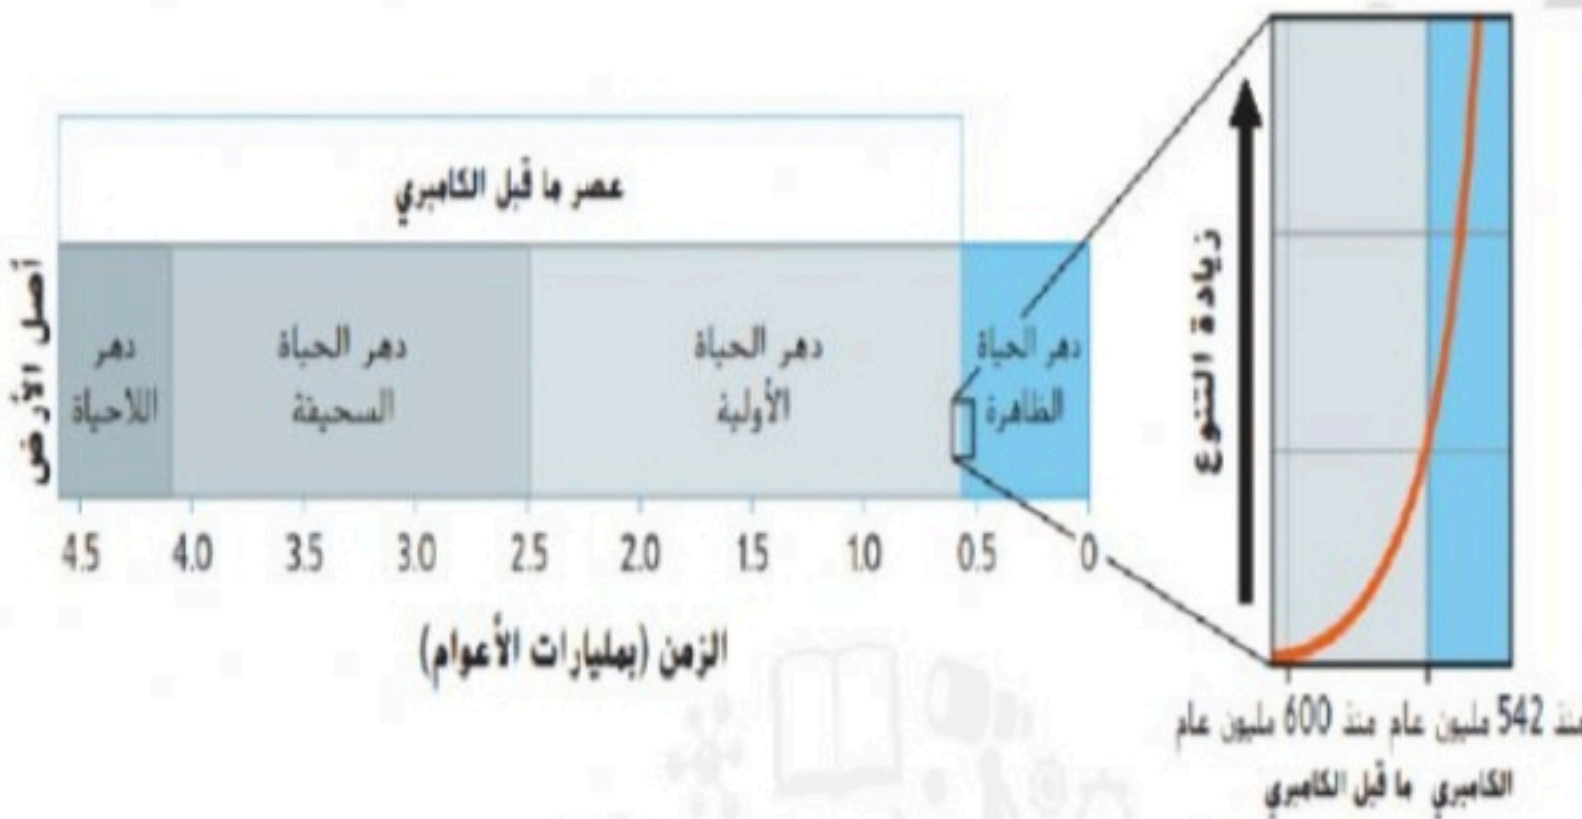 عصر ما قبل الكامبري
أصل الأرض
دهر
اللاحياة
دهر الحياة
السحيقة
دهر الحياة
الأولية
دهر الحياة
الظاهرة
4.5 4.0 3.5 3.0 2.5 2.0 1.5 1.0 0.5 0
الزمن (بمليارات الأعوام)
زيادة التنوع
منذ 600 مليون عام
ما قبل الكامبري
منذ 542 مليون عام
الكامبري